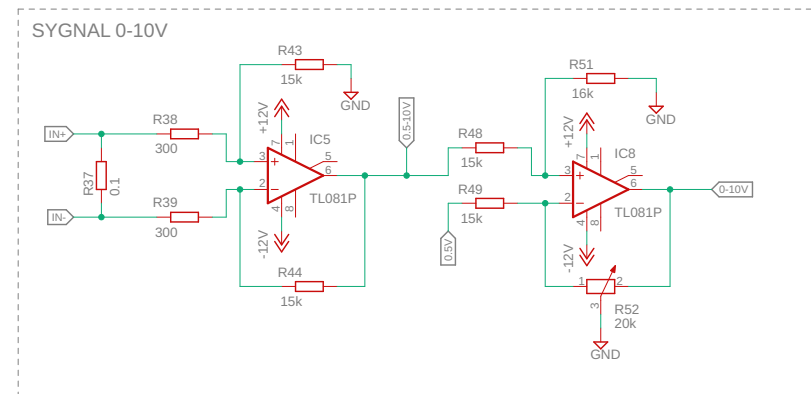 SYGNAL 0-10V
R43
15k
GND
R51
16k
GND
0.5-10V
+12V
+12V
IN+
R38
300
IC5
7
1
3
+
2
−
5
6
4
8
TL081P
R48
15k
IC8
7
1
3
+
2
−
5
6
4
8
TL081P
R37
0.1
IN-
R39
300
R49
15k
0-10V
-12V
-12V
0.5V
R44
15k
1
2
3
R52
20k
GND